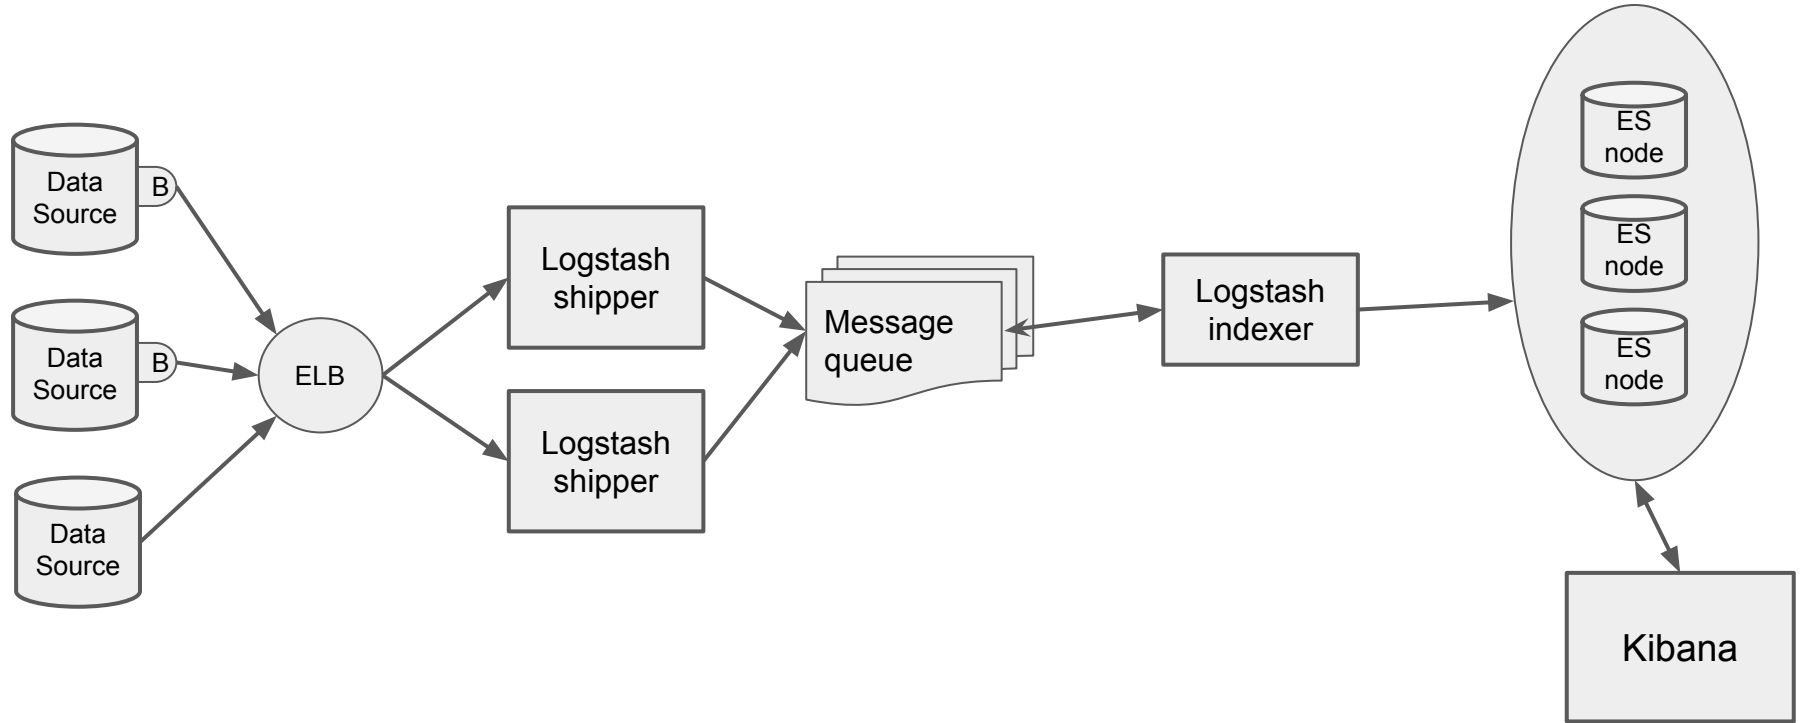 Data
Source
B
Data
Source
B
Data
Source
ELB
Logstash
shipper
Logstash
shipper
Message
queue
Logstash
indexer
ES
node
ES
node
ES
node
Kibana